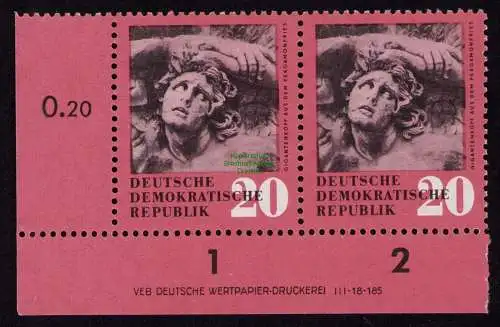 0.20
GIGANTENKOPF AUS DEM PERGAMONFRIES
DEUTSCHE
DEMOKRATISCHE
REPUBLIK 20
GIGANTENKOPF AUS DEM PERGAMONFRIES
DEUTSCHE
DEMOKRATISCHE
REPUBLIK 20
1 2
VEB DEUTSCHE WERTPAPIER-DRUCKEREI III-18-185